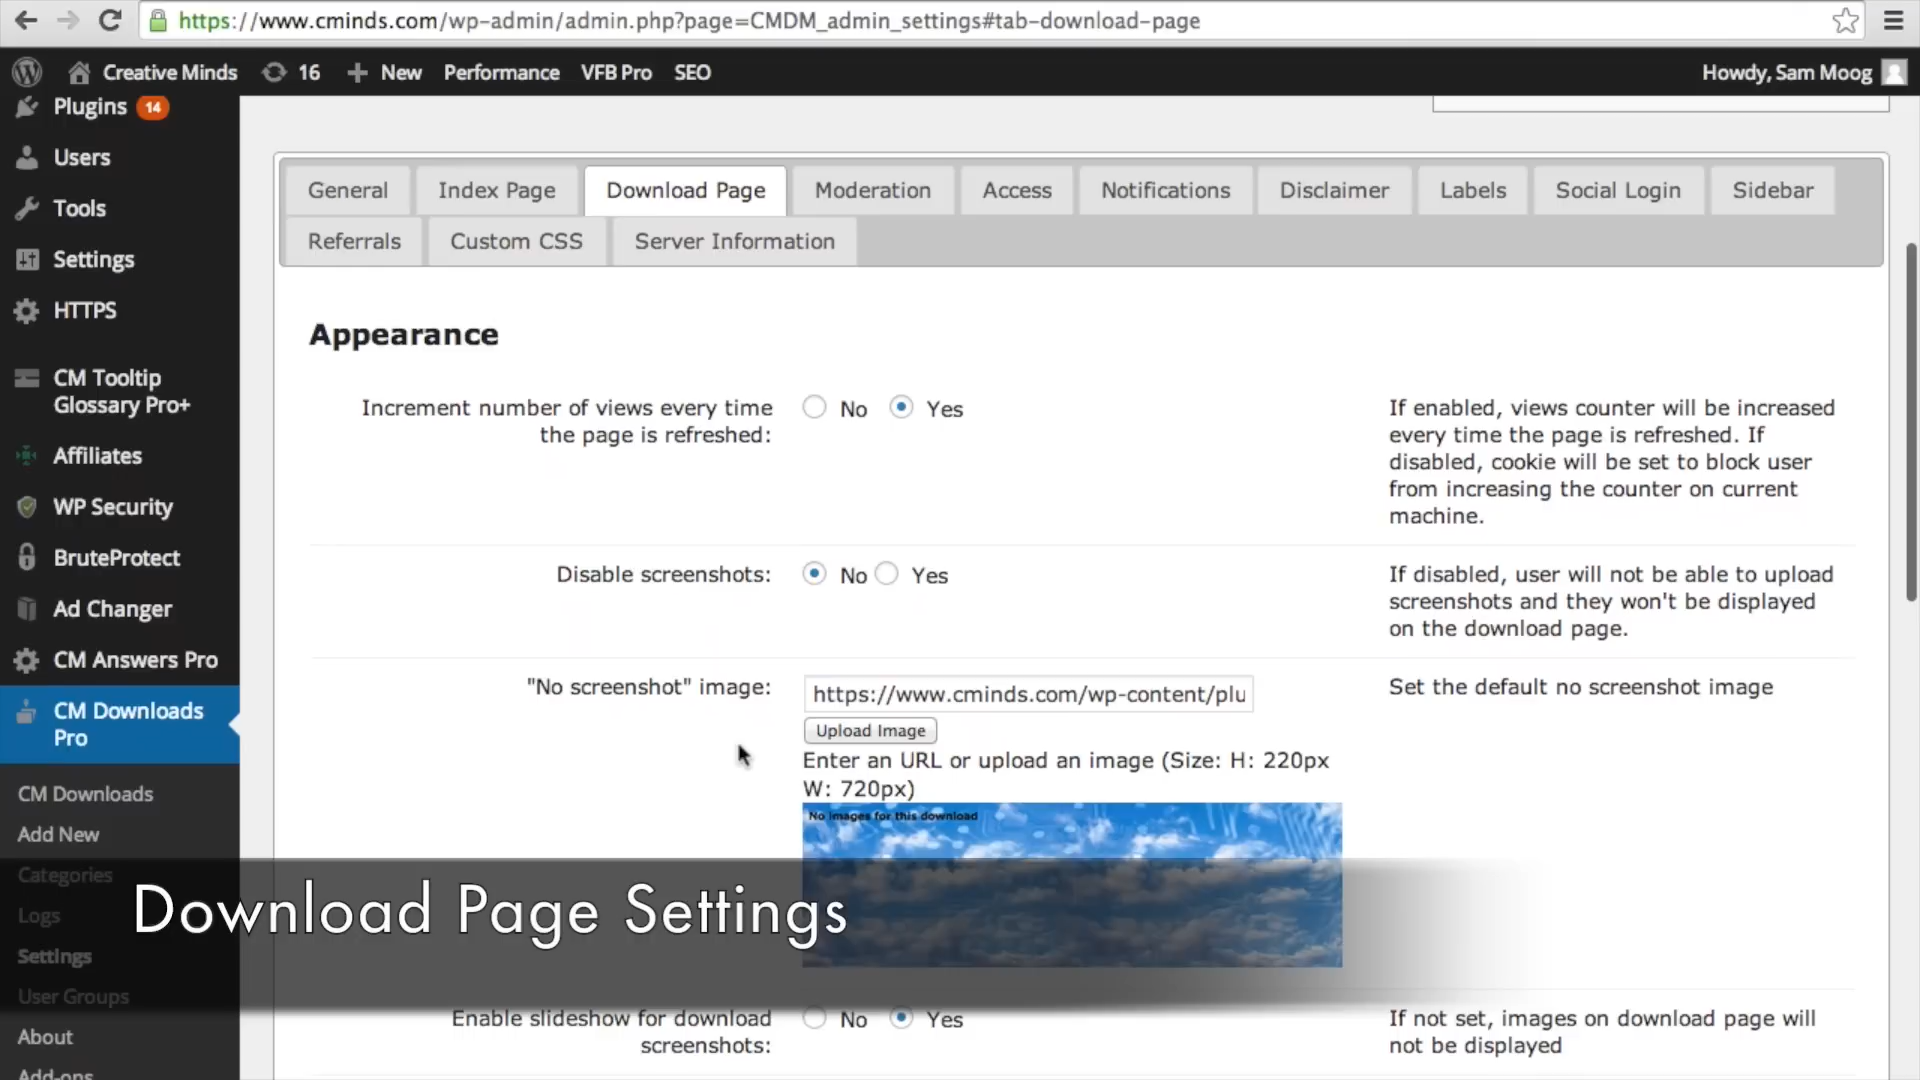 https://www.cminds.com/wp-admin/admin.php?page=CMDM_admin_settings#tab-download-page
Creative Minds 16 New Performance VFB Pro SEO Howdy, Sam Moog
Plugins 14
Users
Tools
Settings
HTTPS
CM Tooltip
Glossary Pro+
Affiliates
WP Security
BruteProtect
Ad Changer
CM Answers Pro
CM Downloads
Pro
CM Downloads
Add New
Categories
Logs
Settings
User Groups
About
Add-ons
General Index Page Download Page Moderation Access Notifications Disclaimer Labels Social Login Sidebar
Referrals Custom CSS Server Information
Appearance
Increment number of views every time
the page is refreshed:
No Yes
If enabled, views counter will be increased
every time the page is refreshed. If
disabled, cookie will be set to block user
from increasing the counter on current
machine.
Disable screenshots:
No Yes
If disabled, user will not be able to upload
screenshots and they won't be displayed
on the download page.
"No screenshot" image:
https://www.cminds.com/wp-content/plu
Upload Image
Enter an URL or upload an image (Size: H: 220px
W: 720px)
No images for this download
Set the default no screenshot image
Download Page Settings
Enable slideshow for download
screenshots:
No Yes
If not set, images on download page will
not be displayed